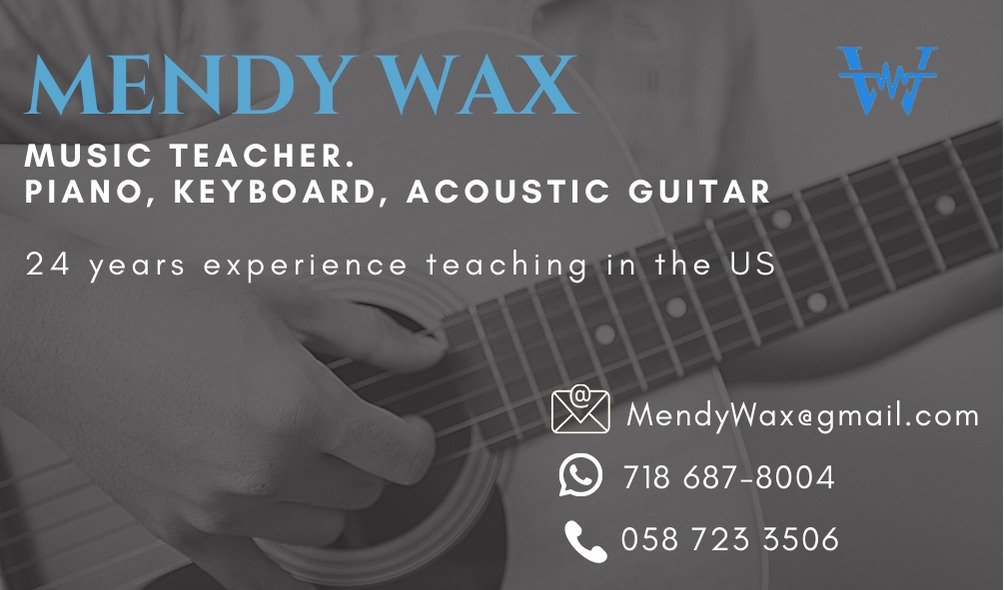 MENDY WAX
MUSIC TEACHER.
PIANO, KEYBOARD, ACOUSTIC GUITAR
24 years experience teaching in the US
MendyWax@gmail.com
718 687-8004
058 723 3506